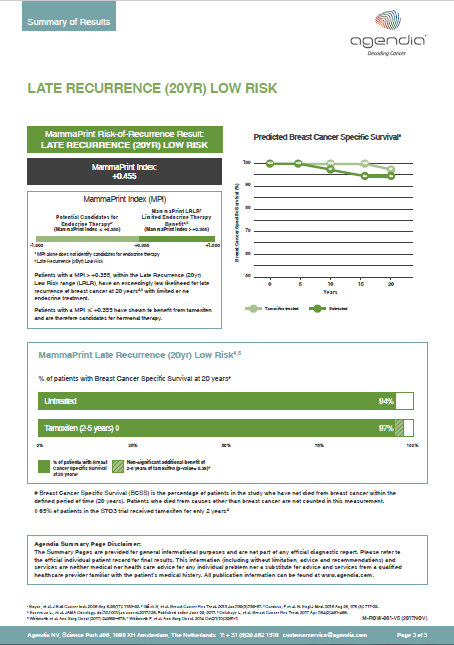 Summary of Results
agendia
Decoding Cancer
LATE RECURRENCE (20YR) LOW RISK
MammaPrint Risk-of-Recurrence Result:
LATE RECURRENCE (20YR) LOW RISK
MammaPrint Index:
+0.455
MammaPrint Index (MPI)
Potential Candidates for
Endocrine Therapy
(MammaPrint Index ≤ +0.355)
MammaPrint LRLR
Limited Endocrine Therapy
Benefit
(MammaPrint Index > +0.355)
-1.000
+0.355
+1.000
* MPI alone does not identify candidates for endocrine therapy
Late Recurrence (20yr) Low Risk
Patients with a MPI > +0.355, within the Late Recurrence (20yr)
Low Risk range (LRLR), have an exceedingly low likelihood for late
recurrence of breast cancer at 20 years with limited or no
endocrine treatment.
Patients with a MPI ≤ +0.355 have shown to benefit from tamoxifen
and are therefore candidates for hormonal therapy.
Predicted Breast Cancer Specific Survival#
Breast Cancer Specific Survival (%)
100
90
80
70
60
50
0 5 10 15 20
Years
Tamoxifen treated
Untreated
MammaPrint Late Recurrence (20yr) Low Risk
% of patients with Breast Cancer Specific Survival at 20 years#
Untreated 94%
Tamoxifen (2-5 years) ◊ 97%
0%
100%
% of patients with Breast
Cancer Specific Survival
at 20 years
Non-significant additional benefit of
2-5 years of tamoxifen
# Breast Cancer Specific Survival (BCSS) is the percentage of patients in the study who have not died from breast cancer within the
defined period of time (20 years). Patients who died from causes other than breast cancer are not counted in this measurement.
◊ 65% of patients in the STO3 trial received tamoxifen for only 2 years
Agendia Summary Page Disclaimer:
The Summary Pages are provided for general informational purposes and are not part of any official diagnostic report. Please refer to
the official individual patient record for final results. This information (including without limitation, advice and recommendations) and
services are neither medical nor health care advice for any individual problem nor a substitute for advice and services from a qualified
healthcare provider familiar with the patient's medical history. All publication information can be found at www.agendia.com.
M-ROW-001-V5 (2017NOV)
Agendia NV, Science Park 406, 1098 XH Amsterdam, The Netherlands T: + 31 (0)20 462 1510 customerservice@agendia.com
Page 3 of 3